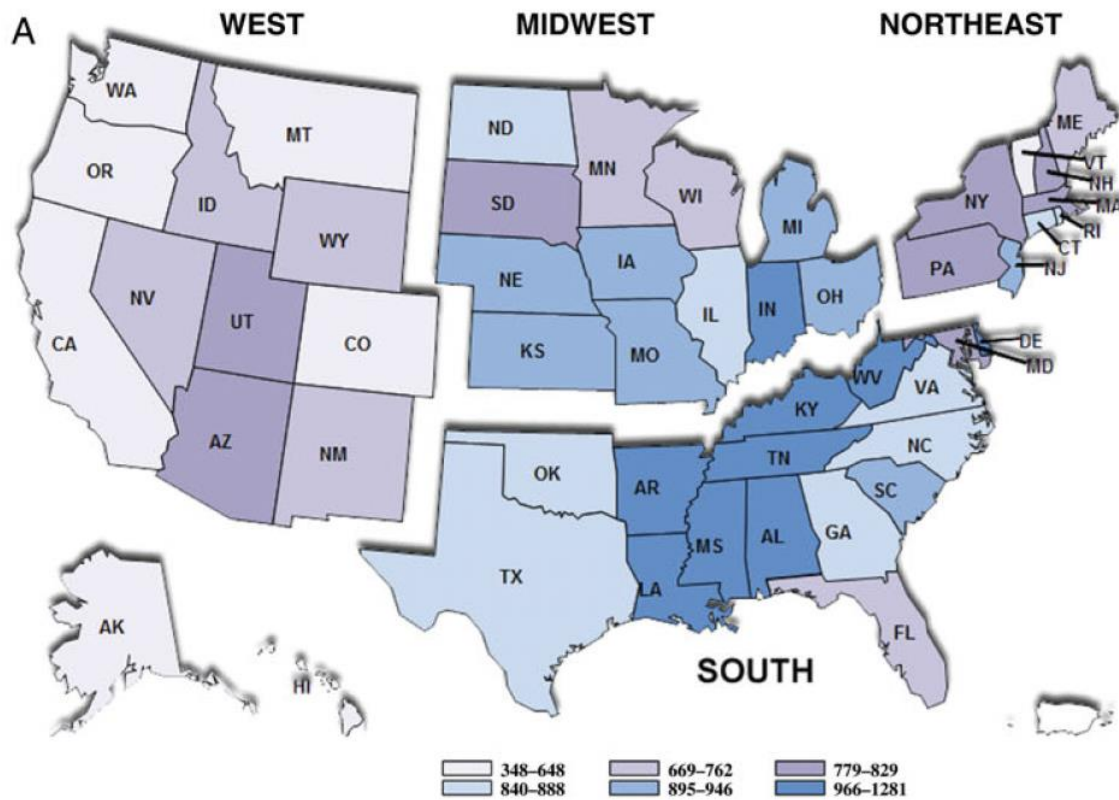 A
WEST MIDWEST NORTHEAST
WA
MT
ND
MN
ME
OR
ID
SD
WI
VT
NH
MA
NY
RI
WY
MI
CT
NE
IA
PA
NJ
NV
UT
CO
IL
IN
OH
CA
KS
MO
DE
MD
WV
VA
KY
AZ
NM
TN
NC
OK
AR
SC
MS
AL
GA
TX
LA
AK
FL
HI
SOUTH
348–648 669–762 779–829
840–888 895–946 966–1281